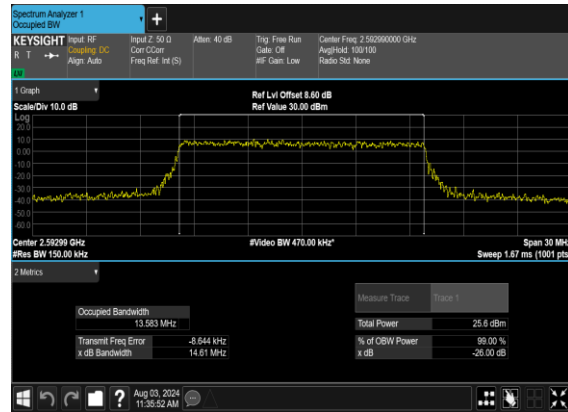 Spectrum Analyzer 1
Occupied BW
+
KEYSIGHT Input: RF Input Z: 50 Ω Atten: 40 dB Trig: Free Run Center Freq: 2.592990000 GHz
R T Coupling: DC Corr CCorr Gate: Off Avg|Hold: 100/100
Align: Auto Freq Ref: Int (S) #IF Gain: Low Radio Std: None
LW
1 Graph
Ref Lvl Offset 8.60 dB
Scale/Div 10.0 dB Ref Value 30.00 dBm
Log
20.0
10.0
0.00
-10.0
-20.0
-30.0
-40.0
-50.0
-60.0
Center 2.59299 GHz #Video BW 470.00 kHz* Span 30 MHz
#Res BW 150.00 kHz Sweep 1.67 ms (1001 pts)
2 Metrics
Measure Trace Trace 1
Occupied Bandwidth
13.583 MHz Total Power 25.6 dBm
Transmit Freq Error -8.644 kHz % of OBW Power 99.00 %
x dB Bandwidth 14.61 MHz x dB -26.00 dB
? Aug 03, 2024
11:35:52 AM